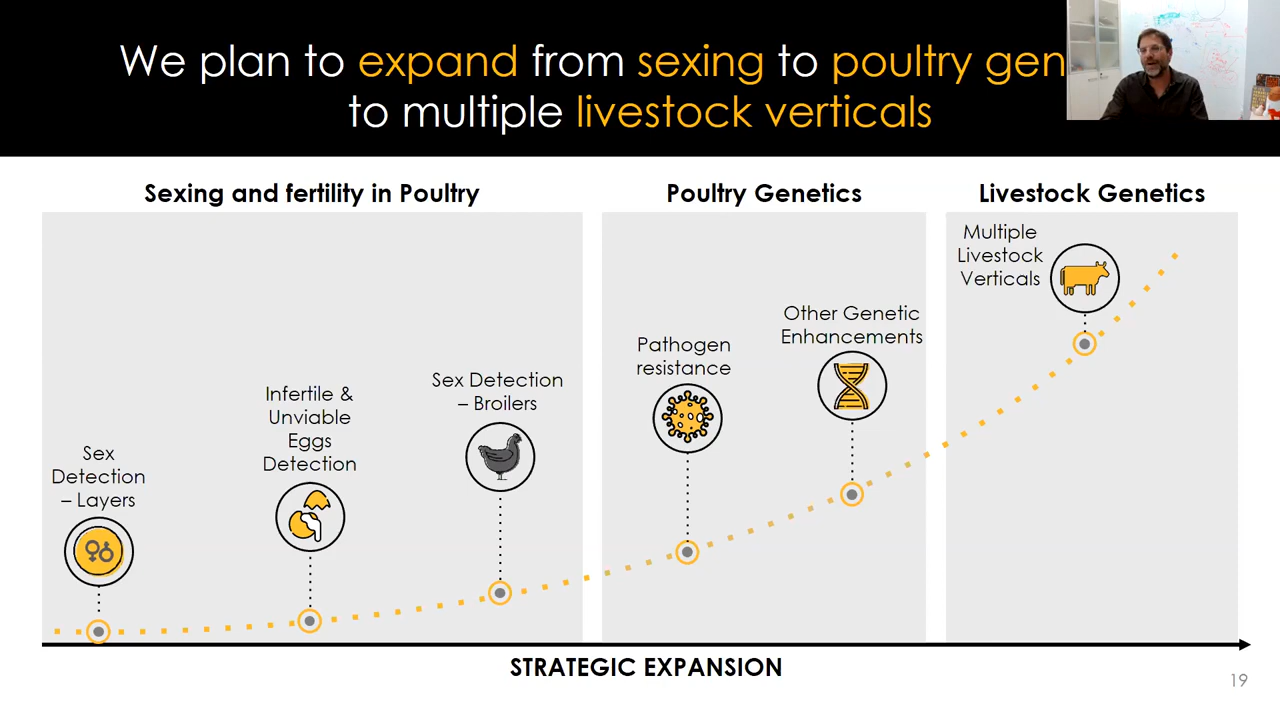 We plan to expand from sexing to poultry gen
to multiple livestock verticals
Sexing and fertility in Poultry
Sex
Detection
– Layers
Infertile &
Unviable
Eggs
Detection
Sex Detection
– Broilers
Poultry Genetics
Pathogen
resistance
Other Genetic
Enhancements
Livestock Genetics
Multiple
Livestock
Verticals
STRATEGIC EXPANSION
19